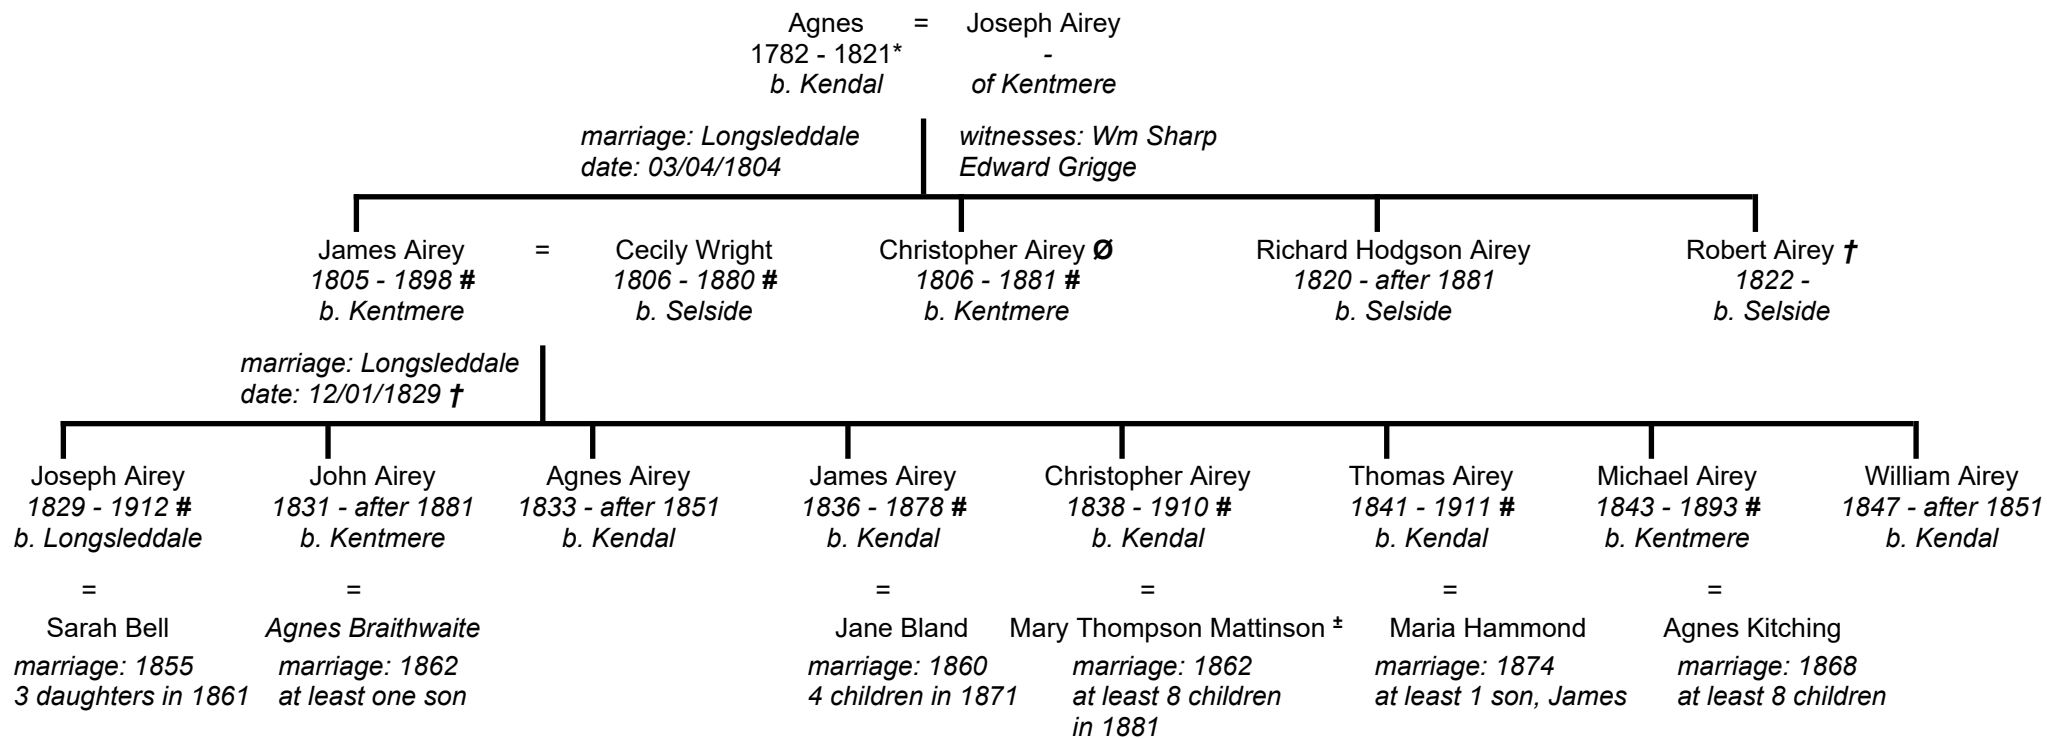 Agnes = Joseph Airey
1782 - 1821* -
b. Kendal of Kentmere
marriage: Longsleddale witnesses: Wm Sharp
date: 03/04/1804 Edward Grigge
James Airey = Cecily Wright Christopher Airey Ø Richard Hodgson Airey Robert Airey †
1805 - 1898 # 1806 - 1880 # 1806 - 1881 # 1820 - after 1881 1822 -
b. Kentmere b. Selside b. Kentmere b. Selside b. Selside
marriage: Longsleddale
date: 12/01/1829 †
Joseph Airey John Airey Agnes Airey James Airey Christopher Airey Thomas Airey Michael Airey William Airey
1829 - 1912 # 1831 - after 1881 1833 - after 1851 1836 - 1878 # 1838 - 1910 # 1841 - 1911 # 1843 - 1893 # 1847 - after 1851
b. Longsleddale b. Kentmere b. Kendal b. Kendal b. Kendal b. Kendal b. Kentmere b. Kendal
= = = = = =
Sarah Bell Agnes Braithwaite Jane Bland Mary Thompson Mattinson ± Maria Hammond Agnes Kitching
marriage: 1855 marriage: 1862 marriage: 1860 marriage: 1862 marriage: 1874 marriage: 1868
3 daughters in 1861 at least one son 4 children in 1871 at least 8 children at least 1 son, James at least 8 children
in 1881